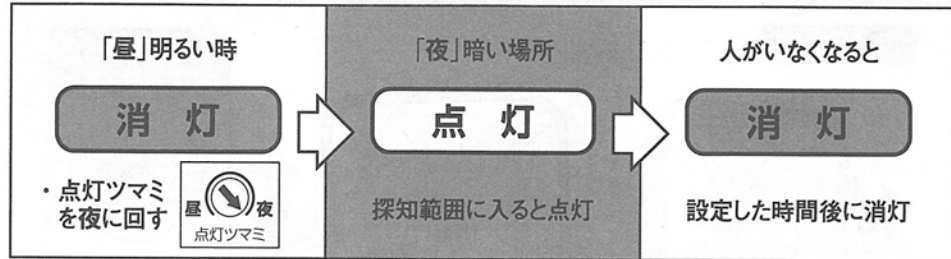 「昼」明るい時
消灯
・点灯ツマミ
を夜に回す
昼 夜
点灯ツマミ
「夜」暗い場所
点灯
探知範囲に入ると点灯
人がいなくなると
消灯
設定した時間後に消灯